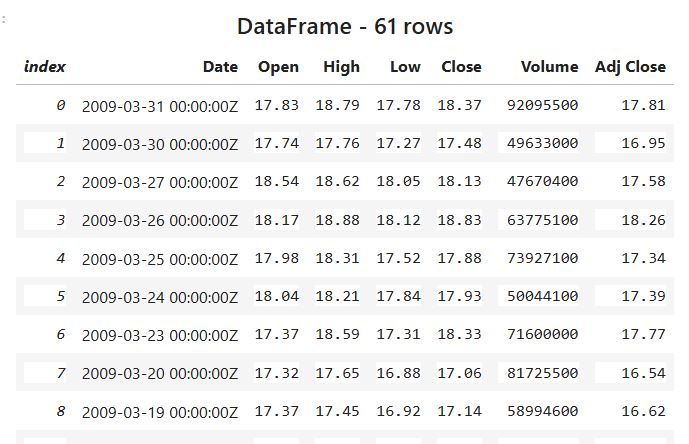 :
DataFrame - 61 rows
index Date Open High Low Close Volume Adj Close
0 2009-03-31 00:00:00Z 17.83 18.79 17.78 18.37 92095500 17.81
1 2009-03-30 00:00:00Z 17.74 17.76 17.27 17.48 49633000 16.95
2 2009-03-27 00:00:00Z 18.54 18.62 18.05 18.13 47670400 17.58
3 2009-03-26 00:00:00Z 18.17 18.88 18.12 18.83 63775100 18.26
4 2009-03-25 00:00:00Z 17.98 18.31 17.52 17.88 73927100 17.34
5 2009-03-24 00:00:00Z 18.04 18.21 17.84 17.93 50044100 17.39
6 2009-03-23 00:00:00Z 17.37 18.59 17.31 18.33 71600000 17.77
7 2009-03-20 00:00:00Z 17.32 17.65 16.88 17.06 81725500 16.54
8 2009-03-19 00:00:00Z 17.37 17.45 16.92 17.14 58994600 16.62